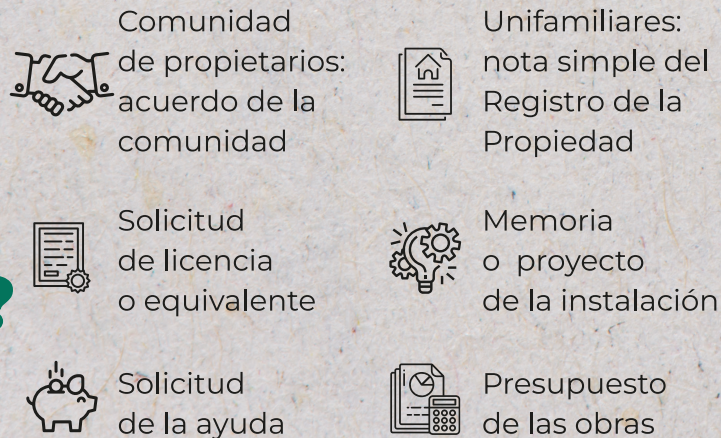 Comunidad
de propietarios:
acuerdo de la
comunidad
Unifamiliares:
nota simple del
Registro de la
Propiedad
Solicitud
de licencia
o equivalente
Memoria
o proyecto
de la instalación
Solicitud
de la ayuda
Presupuesto
de las obras